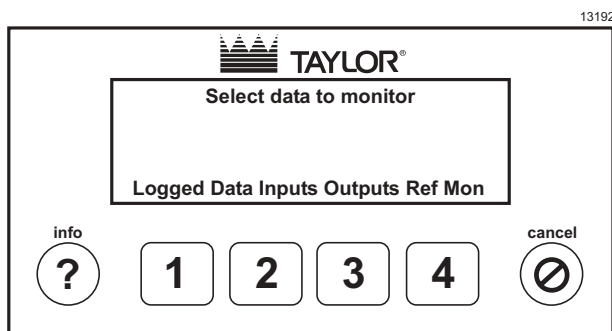 13192
TAYLOR®
Select data to monitor
Logged Data Inputs Outputs Ref Mon
info
cancel
?
1
2
3
4